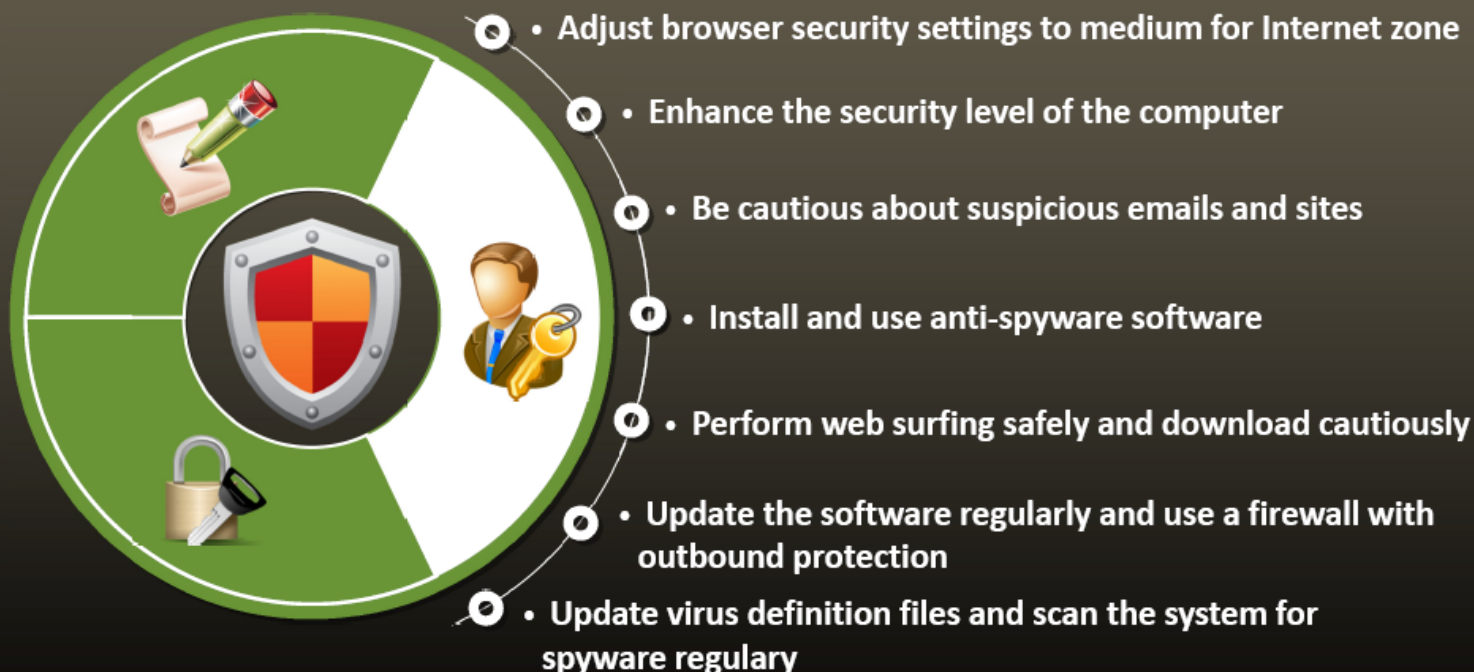 • Adjust browser security settings to medium for Internet zone
• Enhance the security level of the computer
• Be cautious about suspicious emails and sites
• Install and use anti-spyware software
• Perform web surfing safely and download cautiously
• Update the software regularly and use a firewall with
outbound protection
• Update virus definition files and scan the system for
spyware regulary